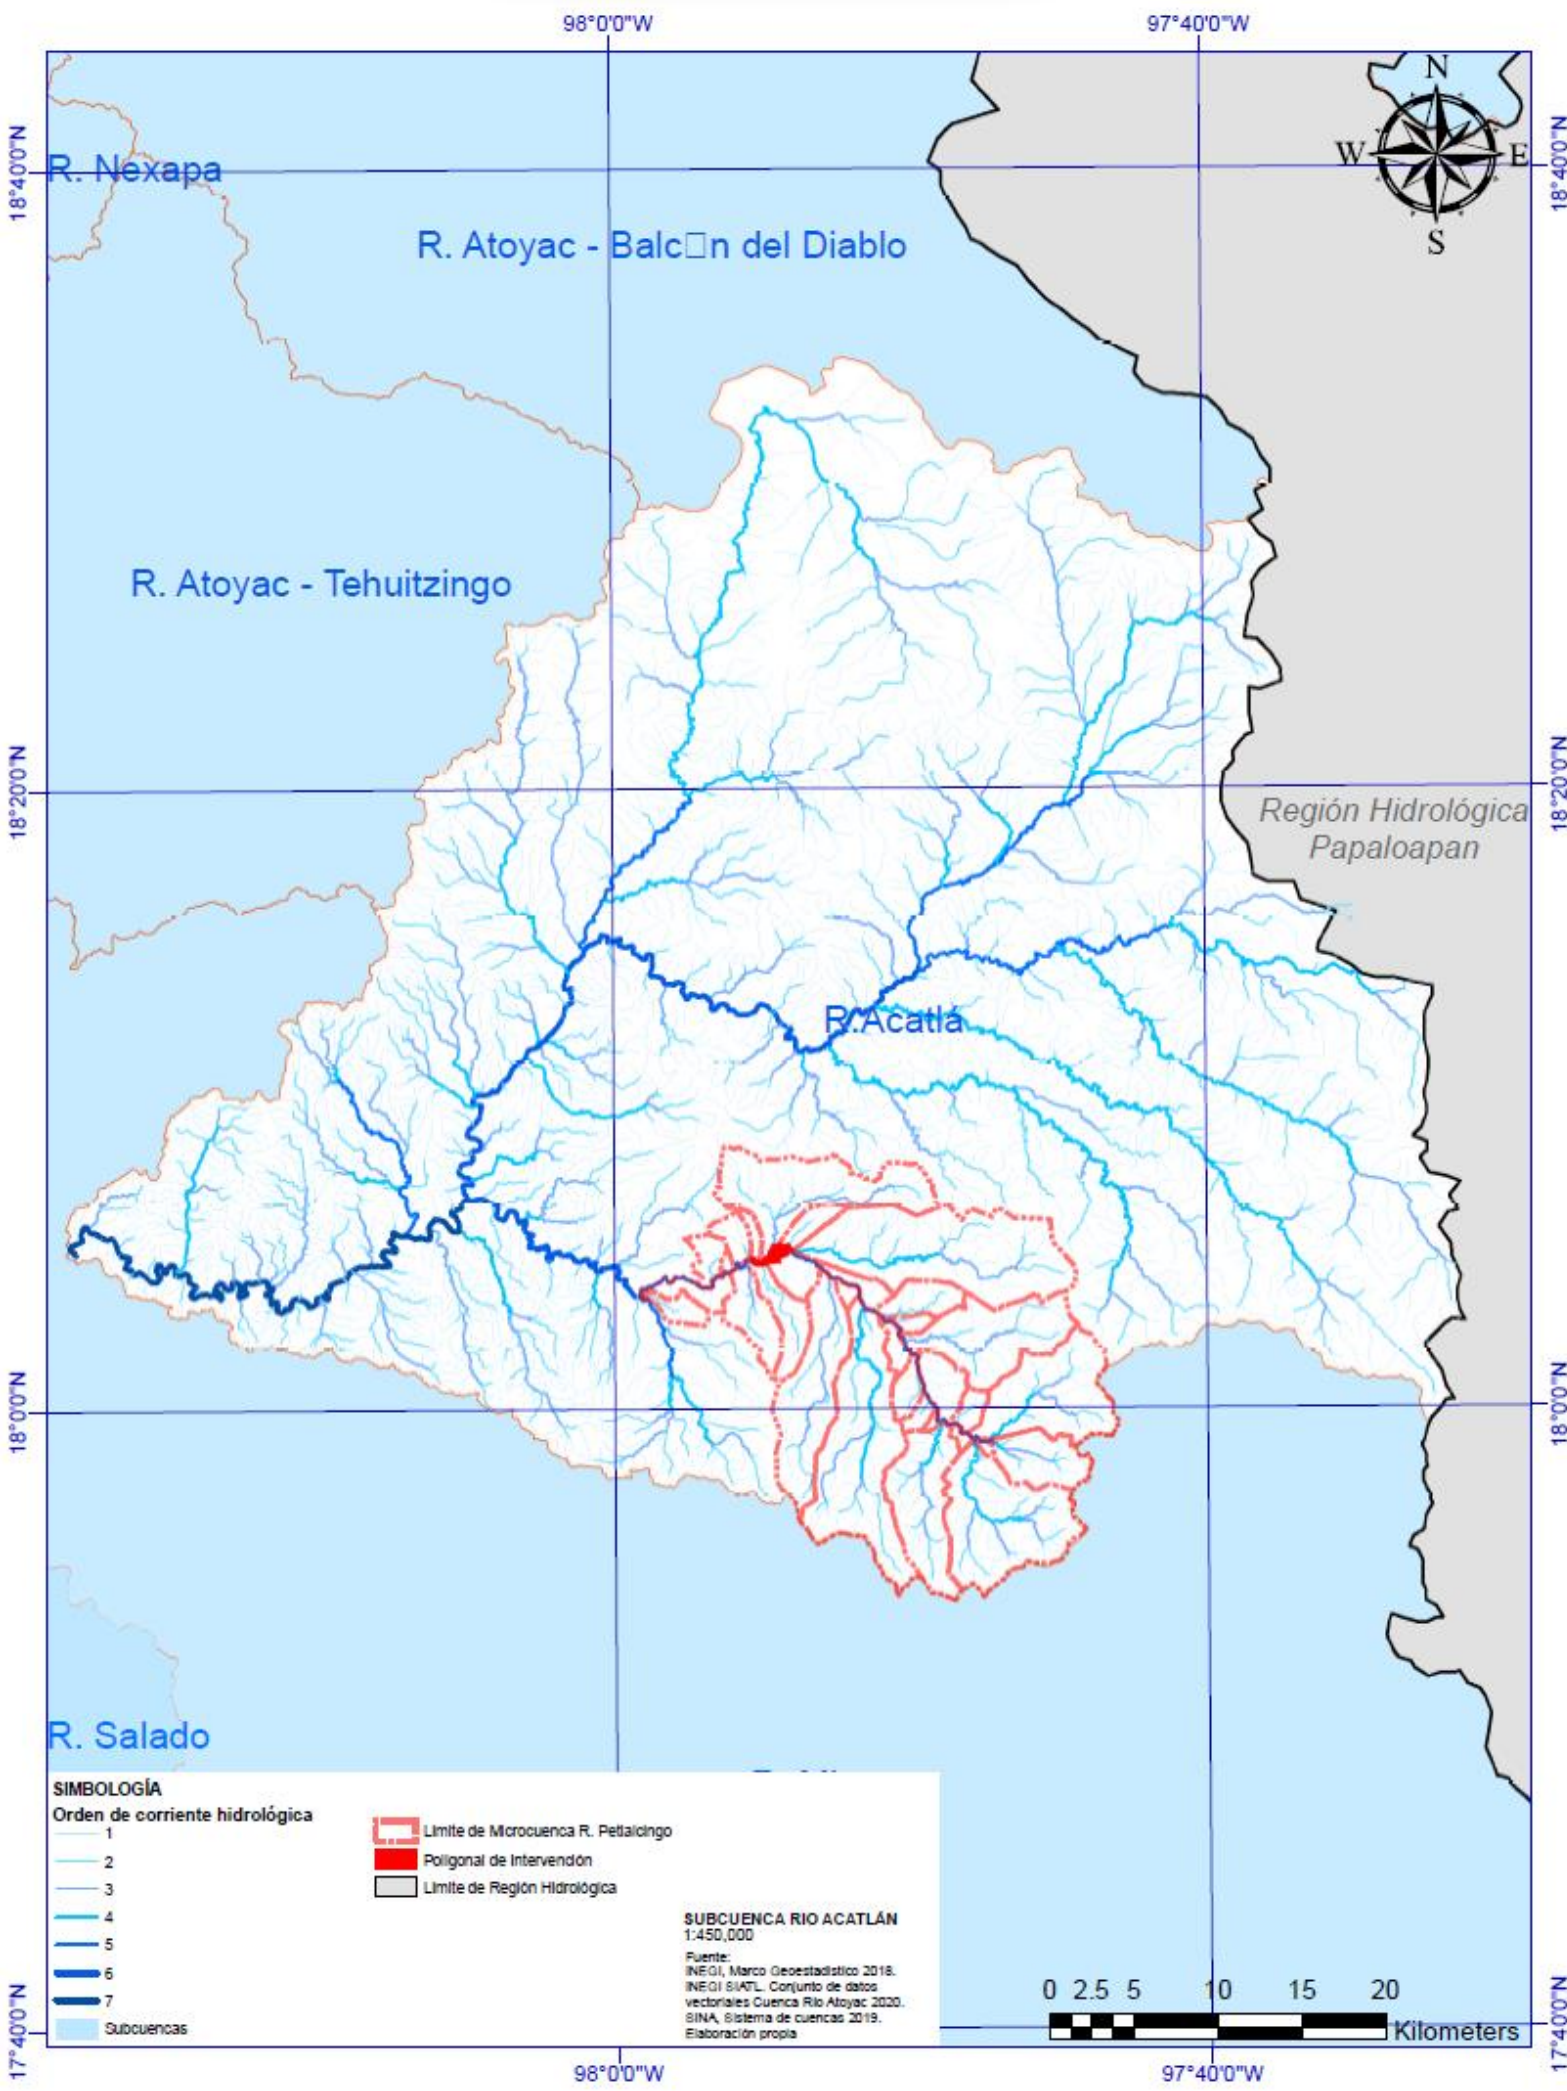 98°0'0"W
97°40'0"W
N
W
E
S
18°40'0"N
18°40'0"N
R. Nexapa
R. Atoyac - Balc□n del Diablo
R. Atoyac - Tehuitzingo
18°20'0"N
18°20'0"N
Región Hidrológica
Papaloapan
R.Acatlá
18°0'0"N
18°0'0"N
R. Salado
SIMBOLOGÍA
Orden de corriente hidrológica
1
2
3
4
5
6
7
Subcuencas
Límite de Microcuenca R. Petlalcingo
Poligonal de Intervención
Límite de Región Hidrológica
SUBCUENCA RIO ACATLÁN
1:450,000
Fuente:
INEGI, Marco Geoestadístico 2018.
INEGI SIATL. Conjunto de datos
vectoriales Cuenca Río Atoyac 2020.
SINA, Sistema de cuencas 2019.
Elaboración propia
0 2.5 5 10 15 20
Kilometers
17°40'0"N
17°40'0"N
98°0'0"W
97°40'0"W